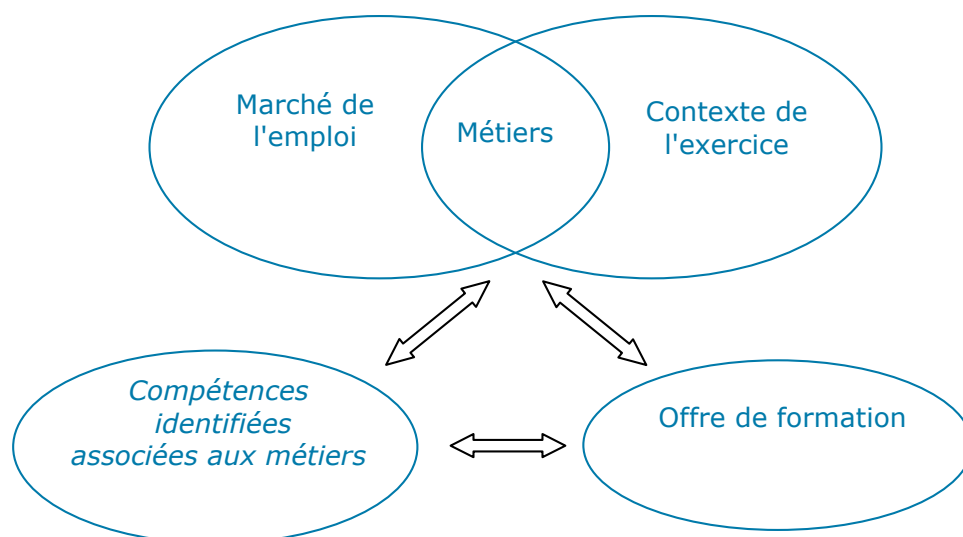 Marché de
l'emploi
Métiers
Contexte de
l'exercice
Compétences
identifiées
associées aux métiers
Offre de formation